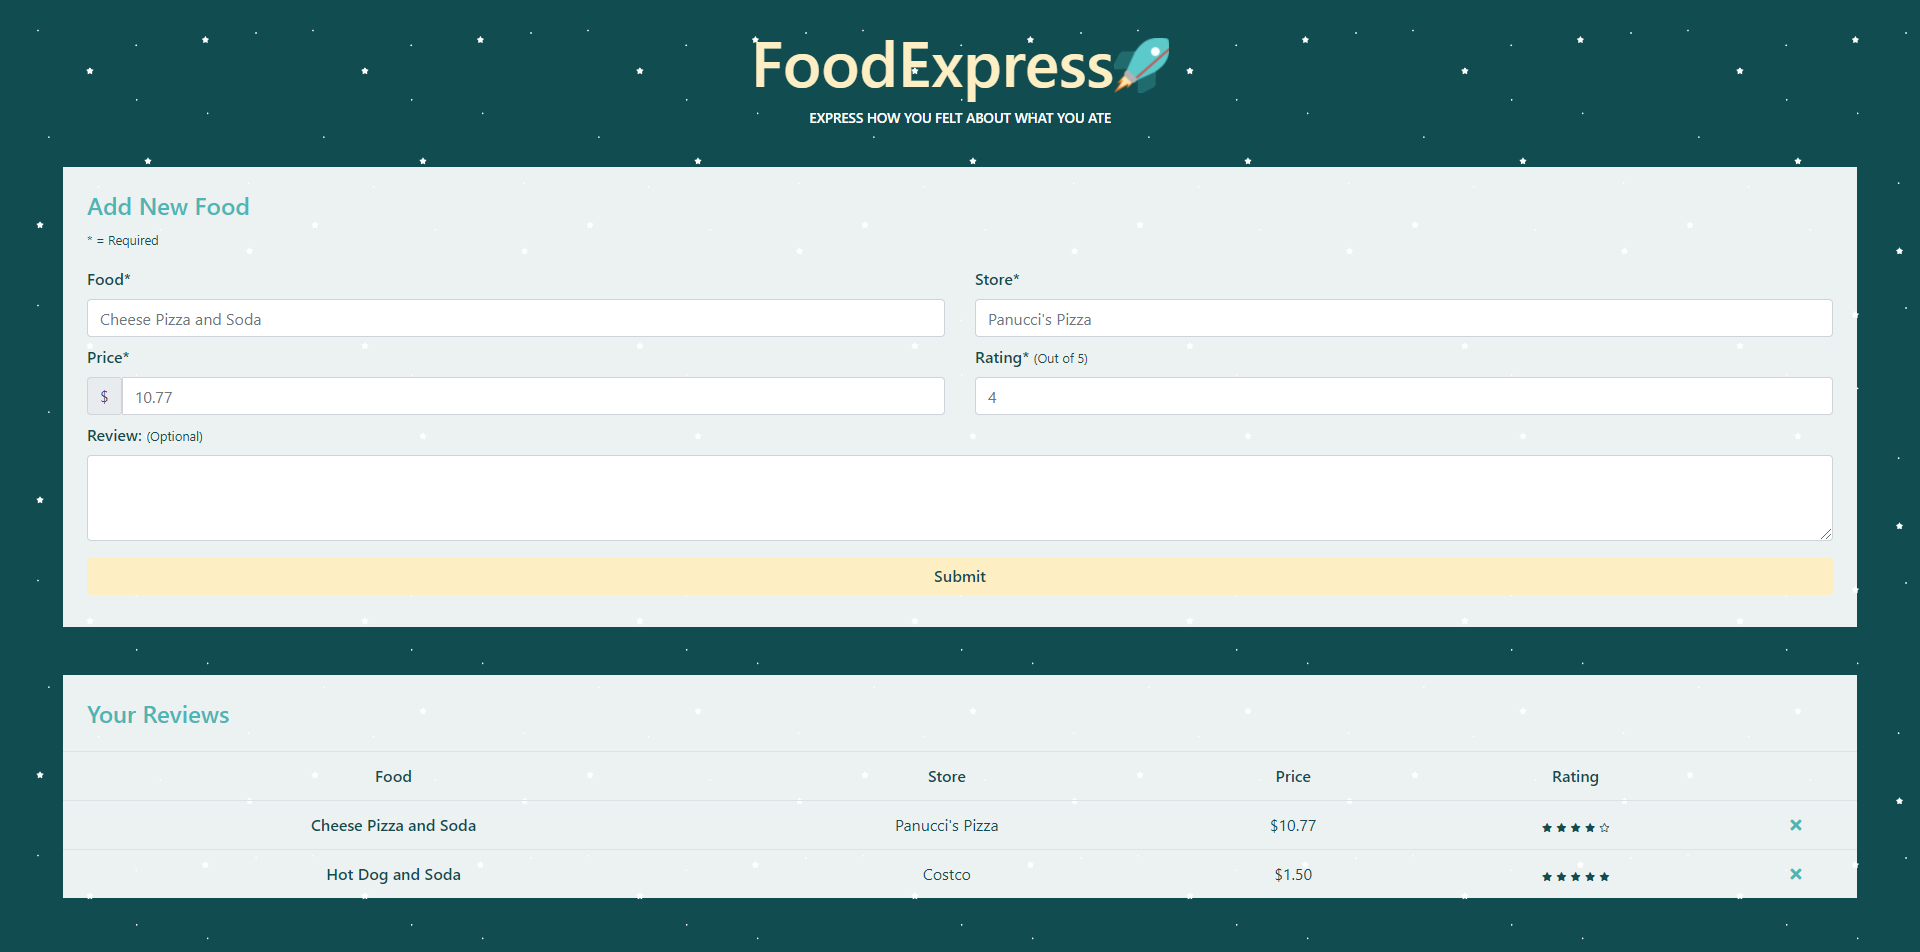 FoodExpress
EXPRESS HOW YOU FELT ABOUT WHAT YOU ATE
Add New Food
* = Required
Food* Store*
Cheese Pizza and Soda Panucci's Pizza
Price* Rating* (Out of 5)
$ 10.77 4
Review: (Optional)
Submit
Your Reviews
Food Store Price Rating
Cheese Pizza and Soda Panucci's Pizza $10.77 ★★★★☆ ×
Hot Dog and Soda Costco $1.50 ★★★★★ ×